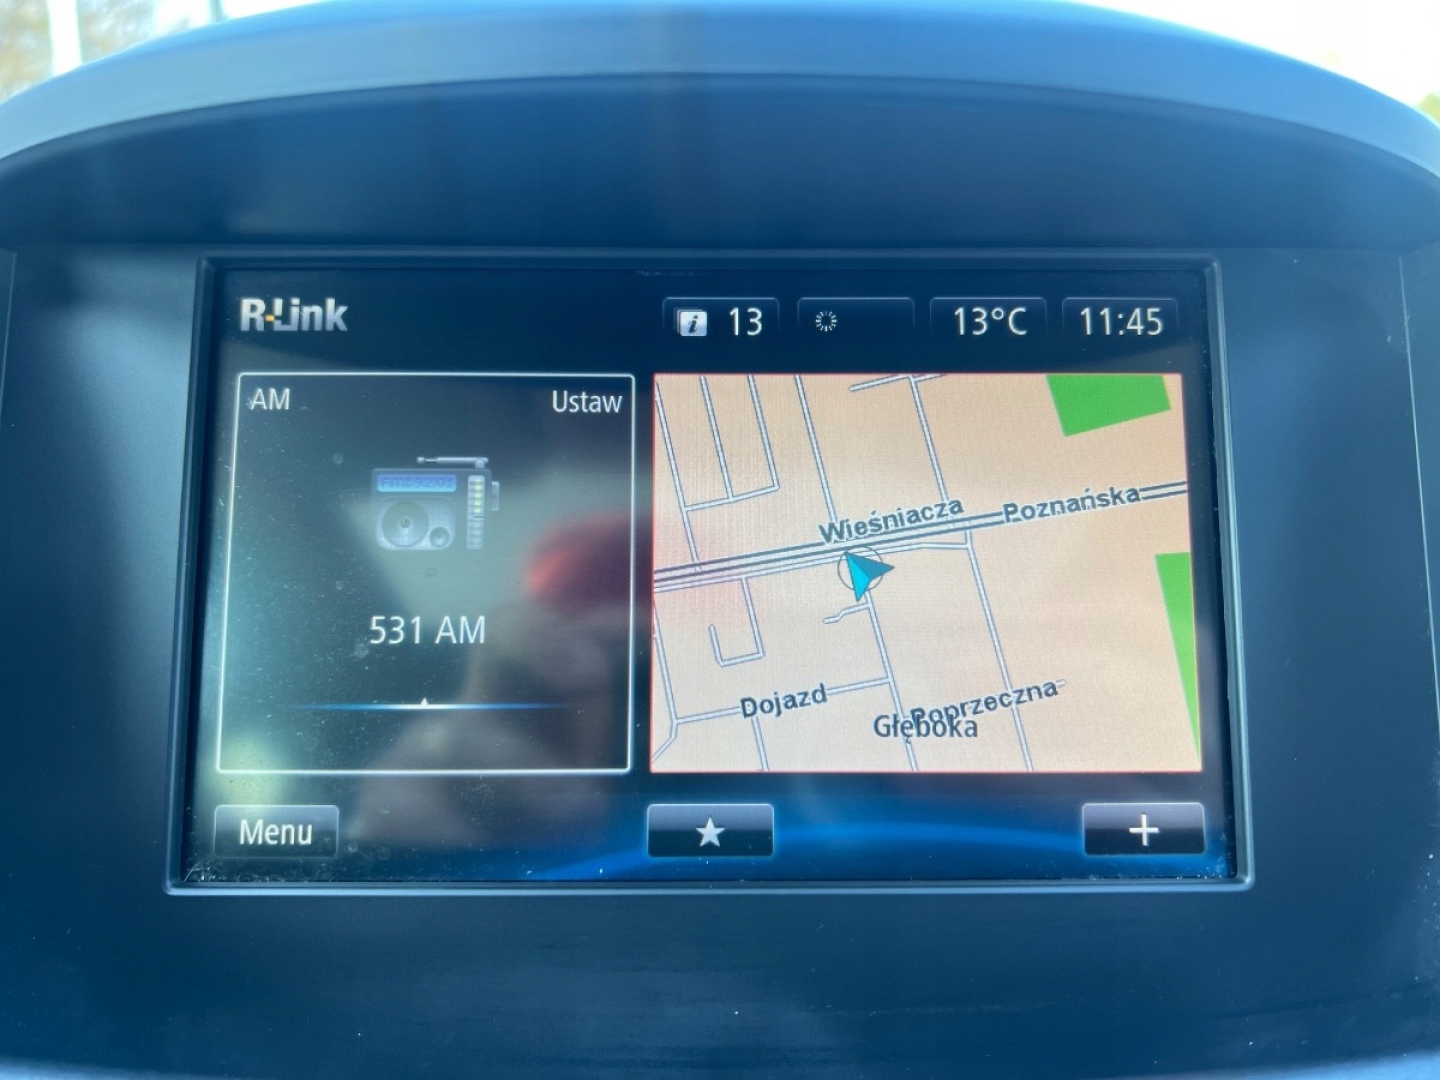 R-Link
i 13
13°C
11:45
AM
Ustaw
531 AM
Wieśniacza
Poznańska
Dojazd
Poprzeczna
Głęboka
Menu